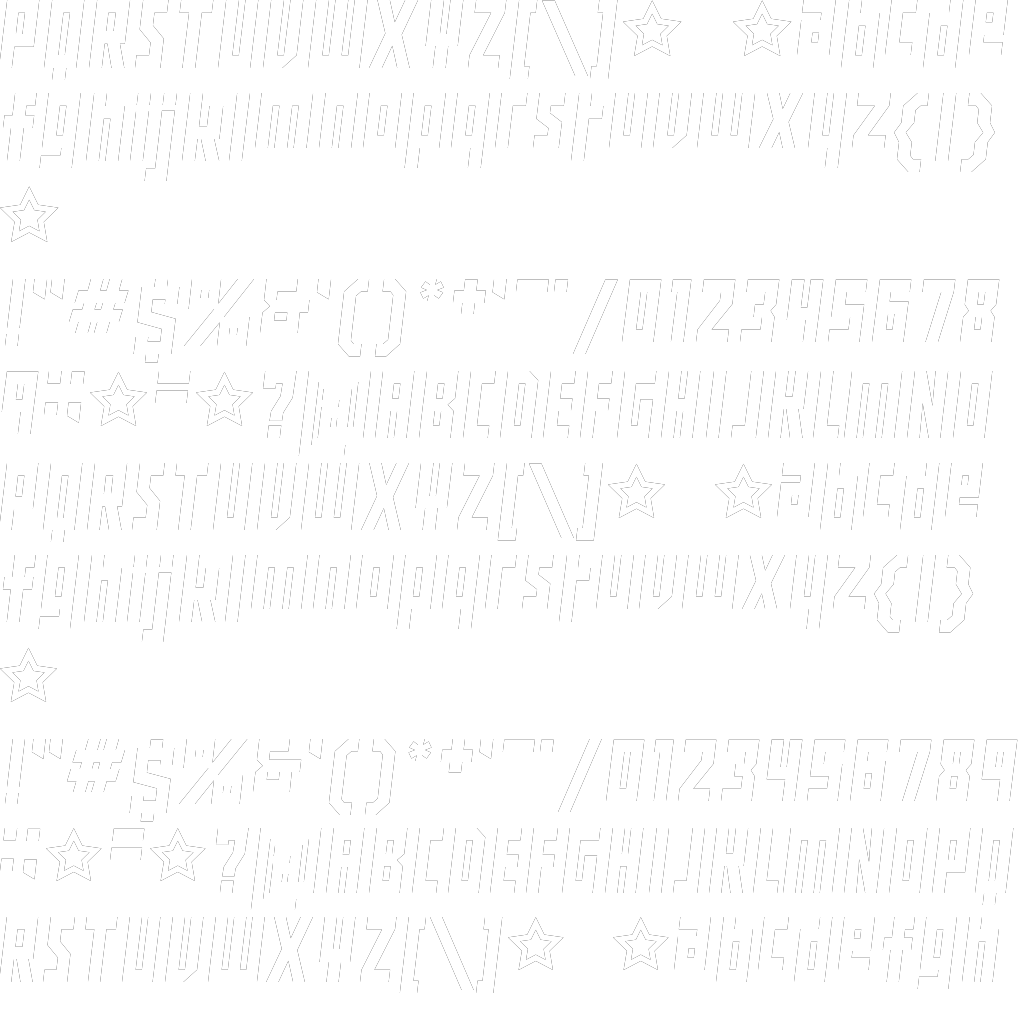 PQRSTUVWXYZ[\]☆☆abcde
fghijklmnopqrstuvwxyz{|}
☆
!"#$%&'()*+,-./012345678
9:;☆=☆?@ABCDEFGHIJKLMNO
PQRSTUVWXYZ[\]☆☆abcde
fghijklmnopqrstuvwxyz{|}
☆
!"#$%&'()*+,-./0123456789
:;☆=☆?@ABCDEFGHIJKLMNOPQ
RSTUVWXYZ[\]☆☆abcdefgh